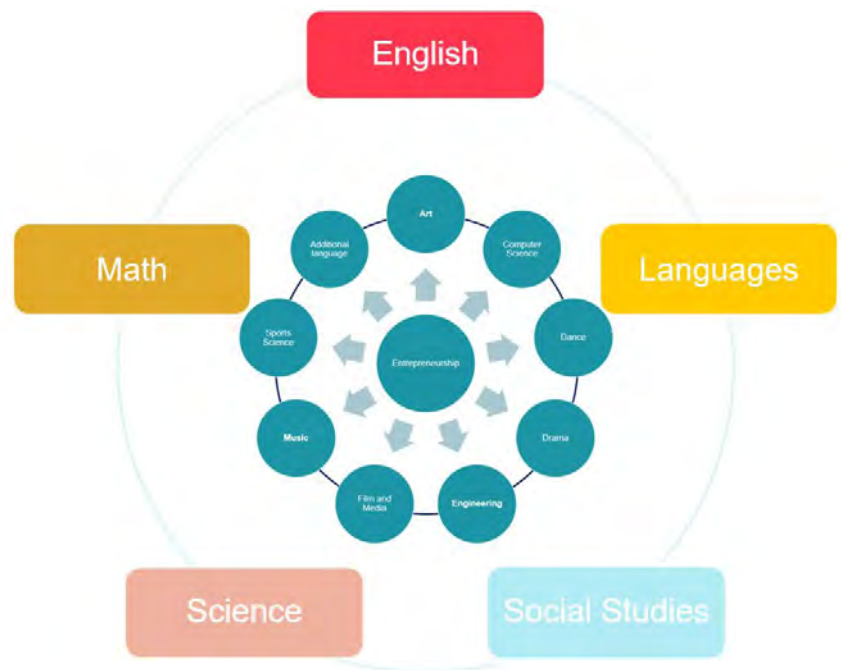 English
Art
Additional
language
Computer
Science
Math
Languages
Sports
Science
Dance
Entrepreneurship
Music
Drama
Film and
Media
Engineering
Science
Social Studies